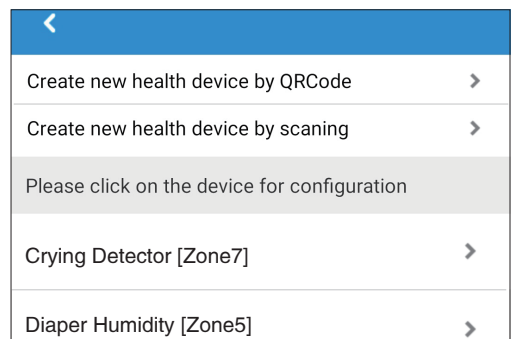 Create new health device by QRCode
Create new health device by scaning
Please click on the device for configuration
Crying Detector [Zone7]
Diaper Humidity [Zone5]